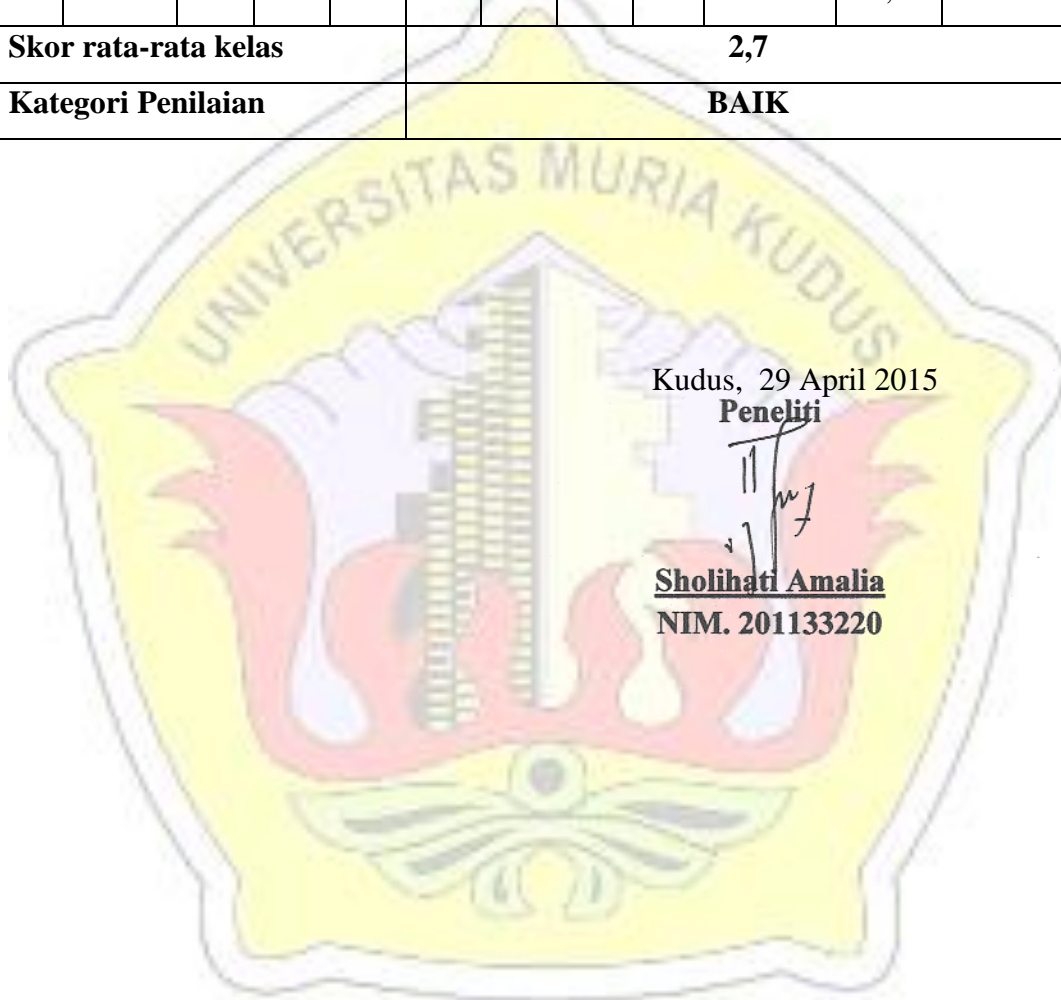 Skor rata-rata kelas 2,7
Kategori Penilaian BAIK
UNIVERSITAS MURIA KUDUS
Kudus, 29 April 2015
Peneliti
Sholihati Amalia
NIM. 201133220